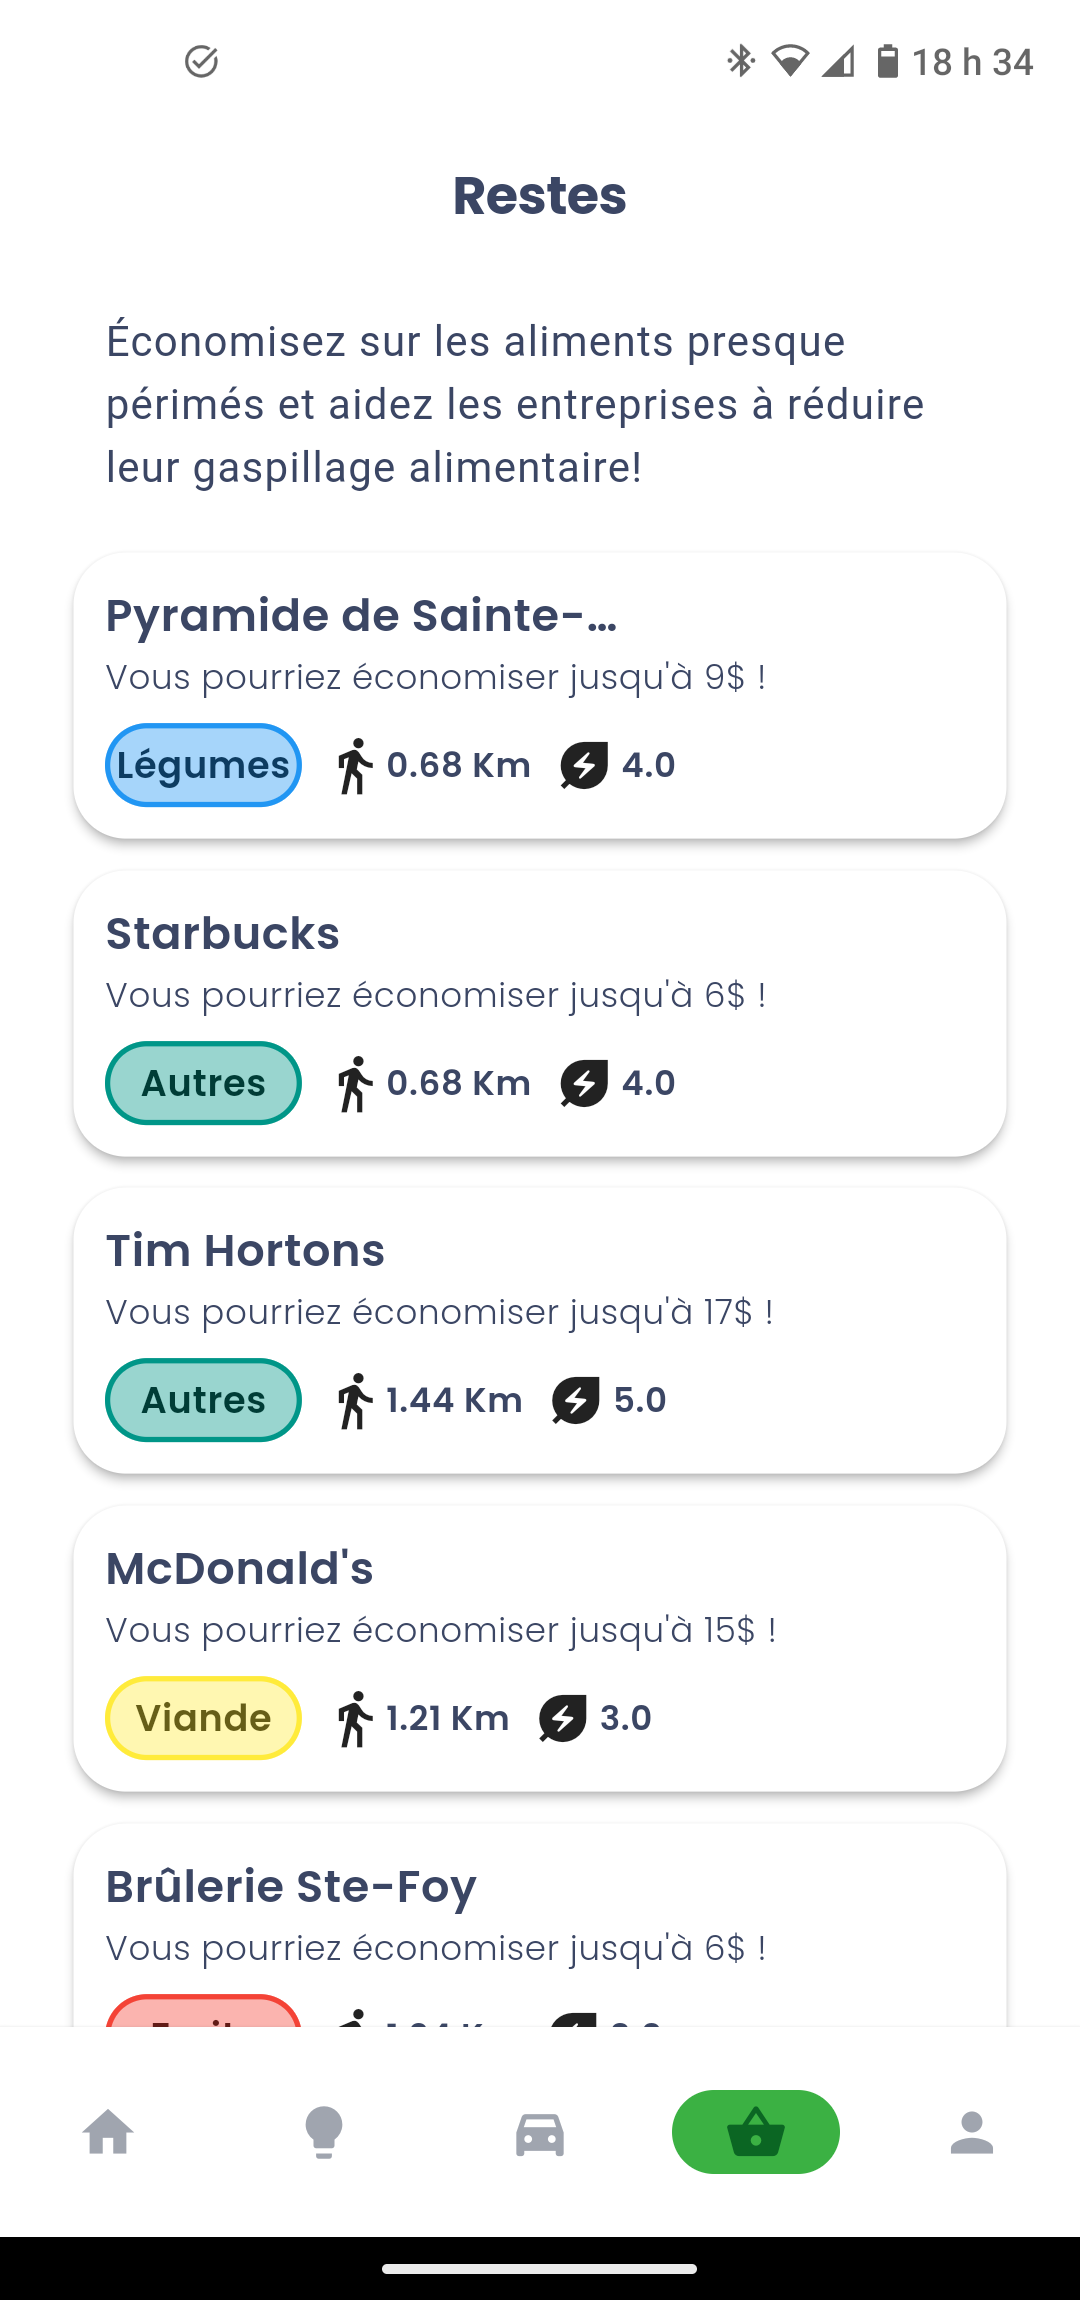 18 h 34
Restes
Économisez sur les aliments presque
périmés et aidez les entreprises à réduire
leur gaspillage alimentaire!
Pyramide de Sainte-...
Vous pourriez économiser jusqu'à 9$ !
Légumes 0.68 Km 4.0
Starbucks
Vous pourriez économiser jusqu'à 6$ !
Autres 0.68 Km 4.0
Tim Hortons
Vous pourriez économiser jusqu'à 17$ !
Autres 1.44 Km 5.0
McDonald's
Vous pourriez économiser jusqu'à 15$ !
Viande 1.21 Km 3.0
Brûlerie Ste-Foy
Vous pourriez économiser jusqu'à 6$ !